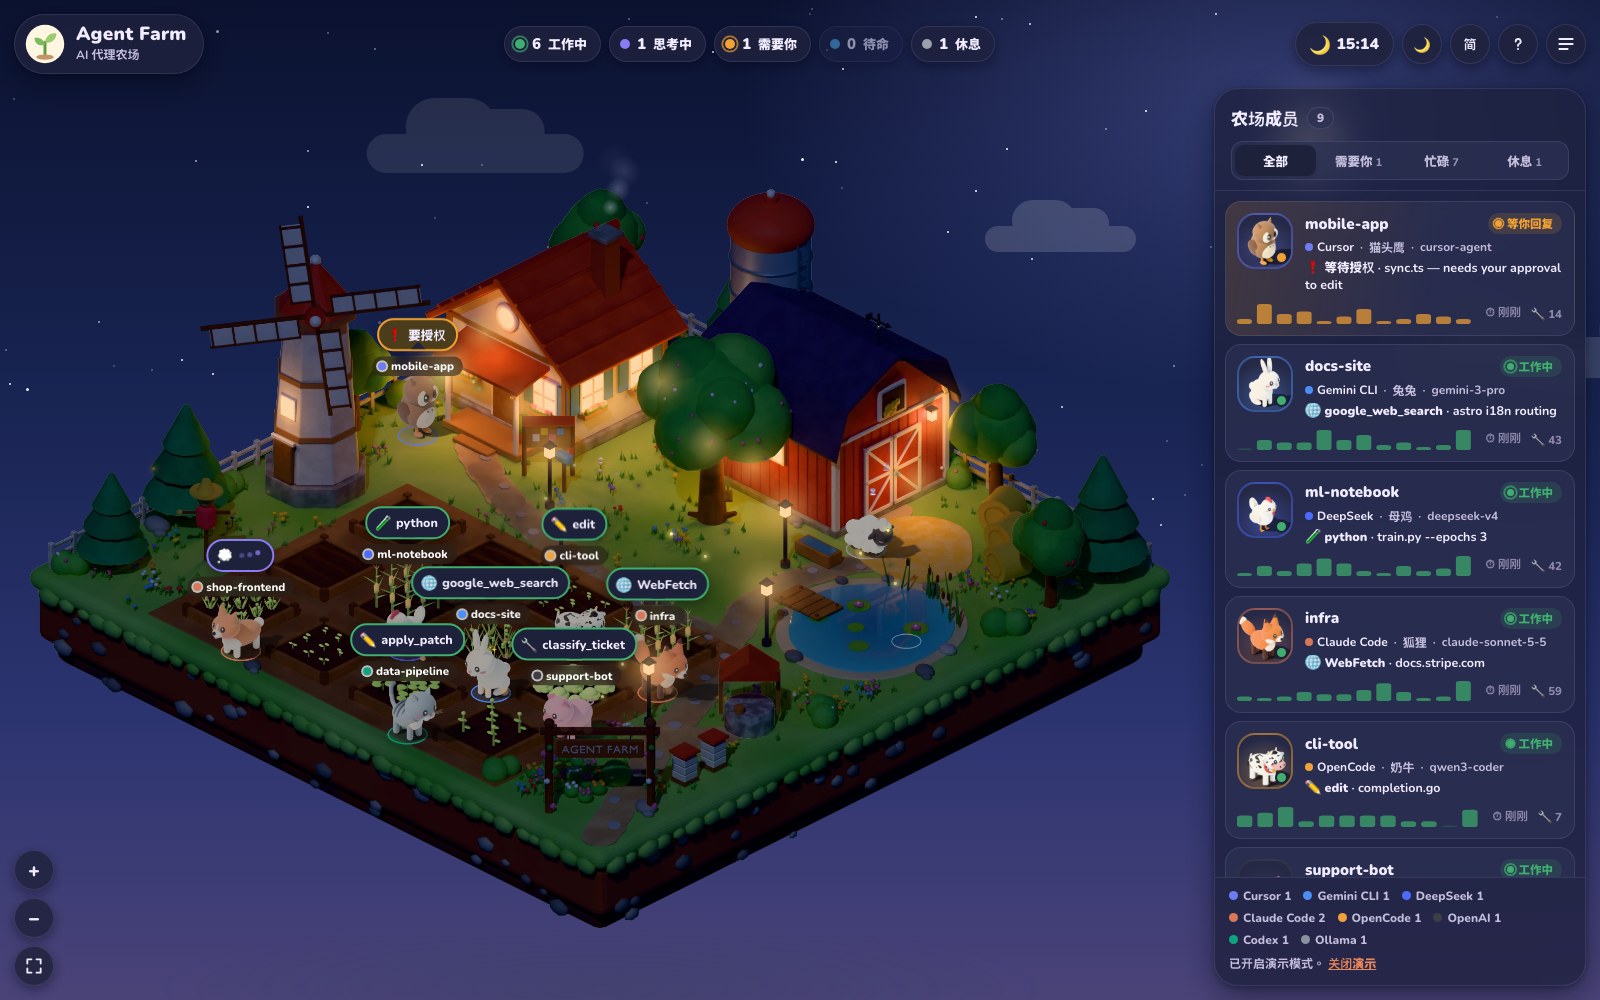 Agent Farm
AI 代理农场
6 工作中
1 思考中
1 需要你
0 待命
1 休息
15:14
简
?
农场成员 9
全部
需要你 1
忙碌 7
休息 1
mobile-app
等你回复
Cursor · 猫头鹰 · cursor-agent
❗ 等待授权 · sync.ts — needs your approval
to edit
刚刚 14
docs-site
工作中
Gemini CLI · 兔兔 · gemini-3-pro
google_web_search · astro i18n routing
刚刚 43
ml-notebook
工作中
DeepSeek · 母鸡 · deepseek-v4
python · train.py --epochs 3
刚刚 42
infra
工作中
Claude Code · 狐狸 · claude-sonnet-5-5
WebFetch · docs.stripe.com
刚刚 59
cli-tool
工作中
OpenCode · 奶牛 · qwen3-coder
edit · completion.go
刚刚 7
support-bot
工作中
Cursor 1 Gemini CLI 1 DeepSeek 1
Claude Code 2 OpenCode 1 OpenAI 1
Codex 1 Ollama 1
已开启演示模式。 关闭演示
❗ 要授权
mobile-app
python
ml-notebook
edit
cli-tool
shop-frontend
google_web_search
docs-site
WebFetch
infra
apply_patch
data-pipeline
classify_ticket
support-bot
AGENT FARM
+
−